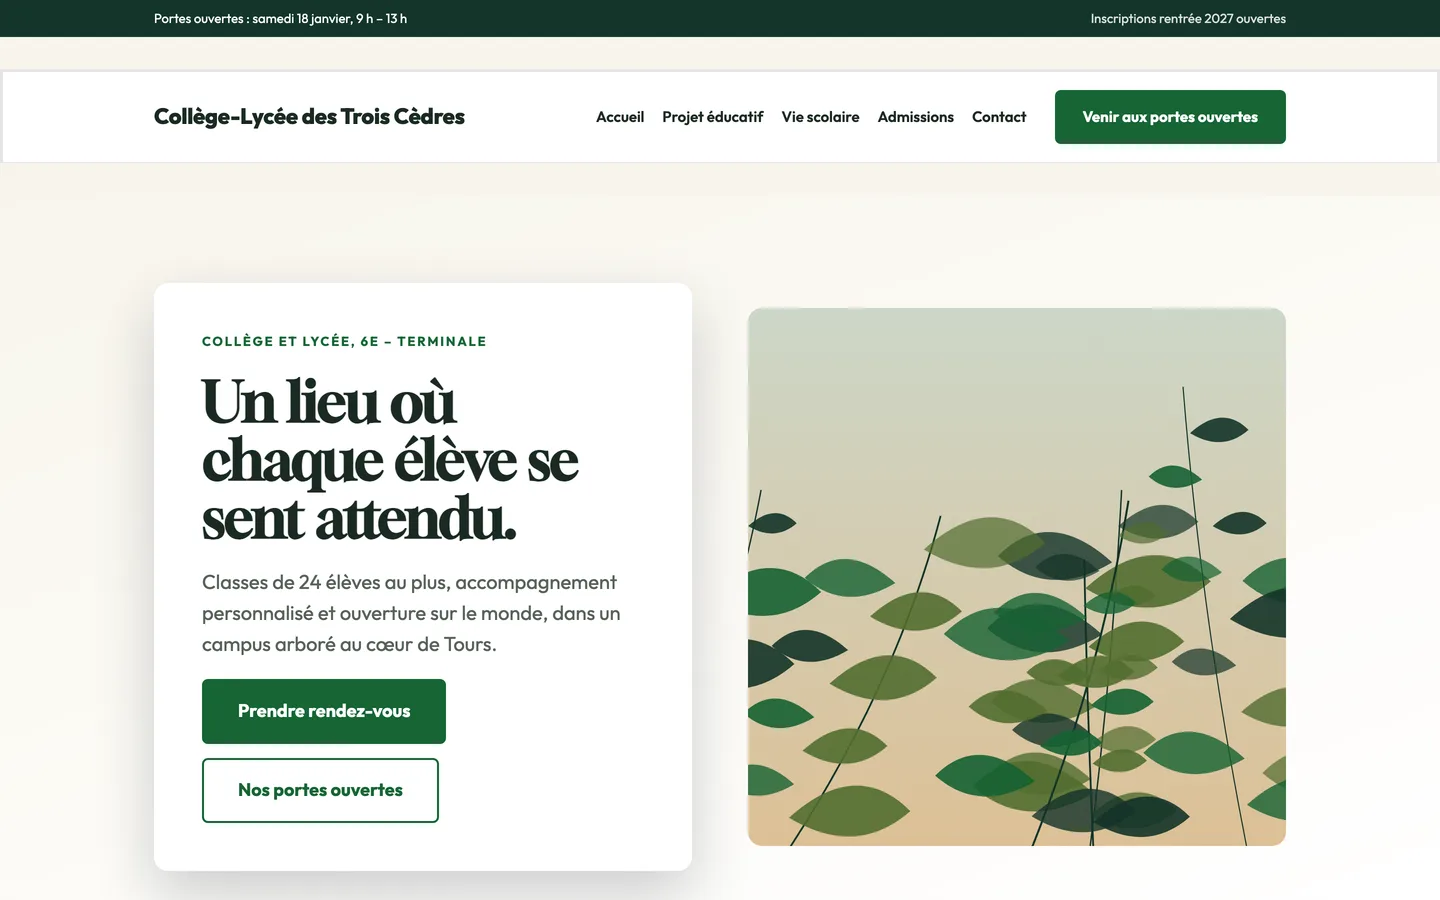 Portes ouvertes : samedi 18 janvier, 9 h – 13 h
Inscriptions rentrée 2027 ouvertes
Collège-Lycée des Trois Cèdres
Accueil
Projet éducatif
Vie scolaire
Admissions
Contact
Venir aux portes ouvertes
COLLÈGE ET LYCÉE, 6E – TERMINALE
Un lieu où
chaque élève se
sent attendu.
Classes de 24 élèves au plus, accompagnement
personnalisé et ouverture sur le monde, dans un
campus arboré au cœur de Tours.
Prendre rendez-vous
Nos portes ouvertes